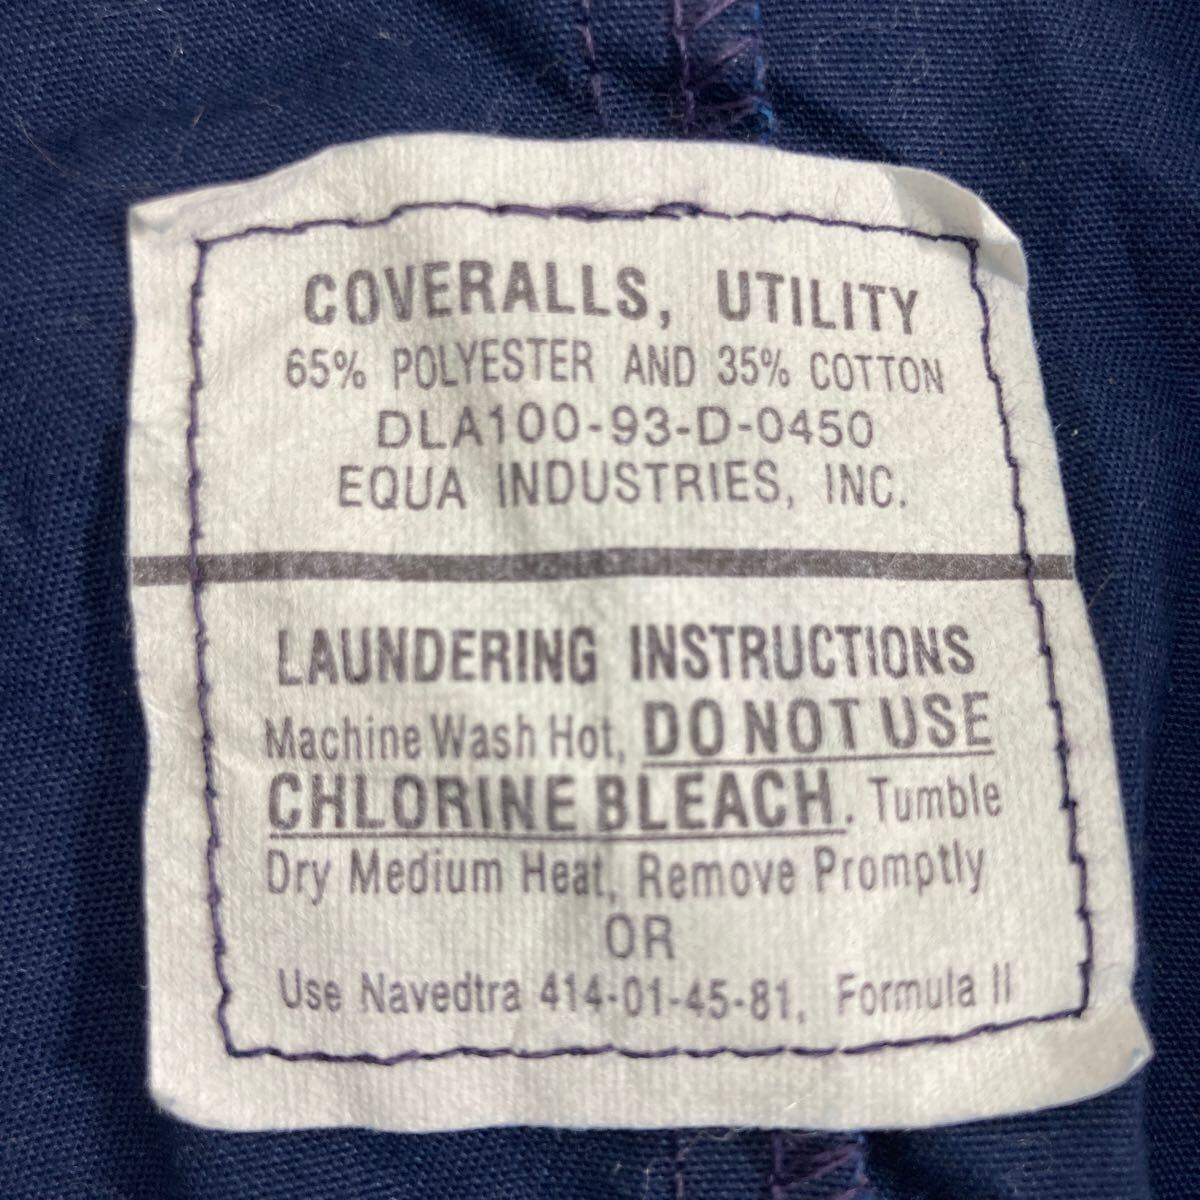 COVERALLS, UTILITY
65% POLYESTER AND 35% COTTON
DLA100-93-D-0450
EQUA INDUSTRIES, INC.
LAUNDERING INSTRUCTIONS
Machine Wash Hot, DO NOT USE
CHLORINE BLEACH. Tumble
Dry Medium Heat, Remove Promptly
OR
Use Navedtra 414-01-45-81, Formula II